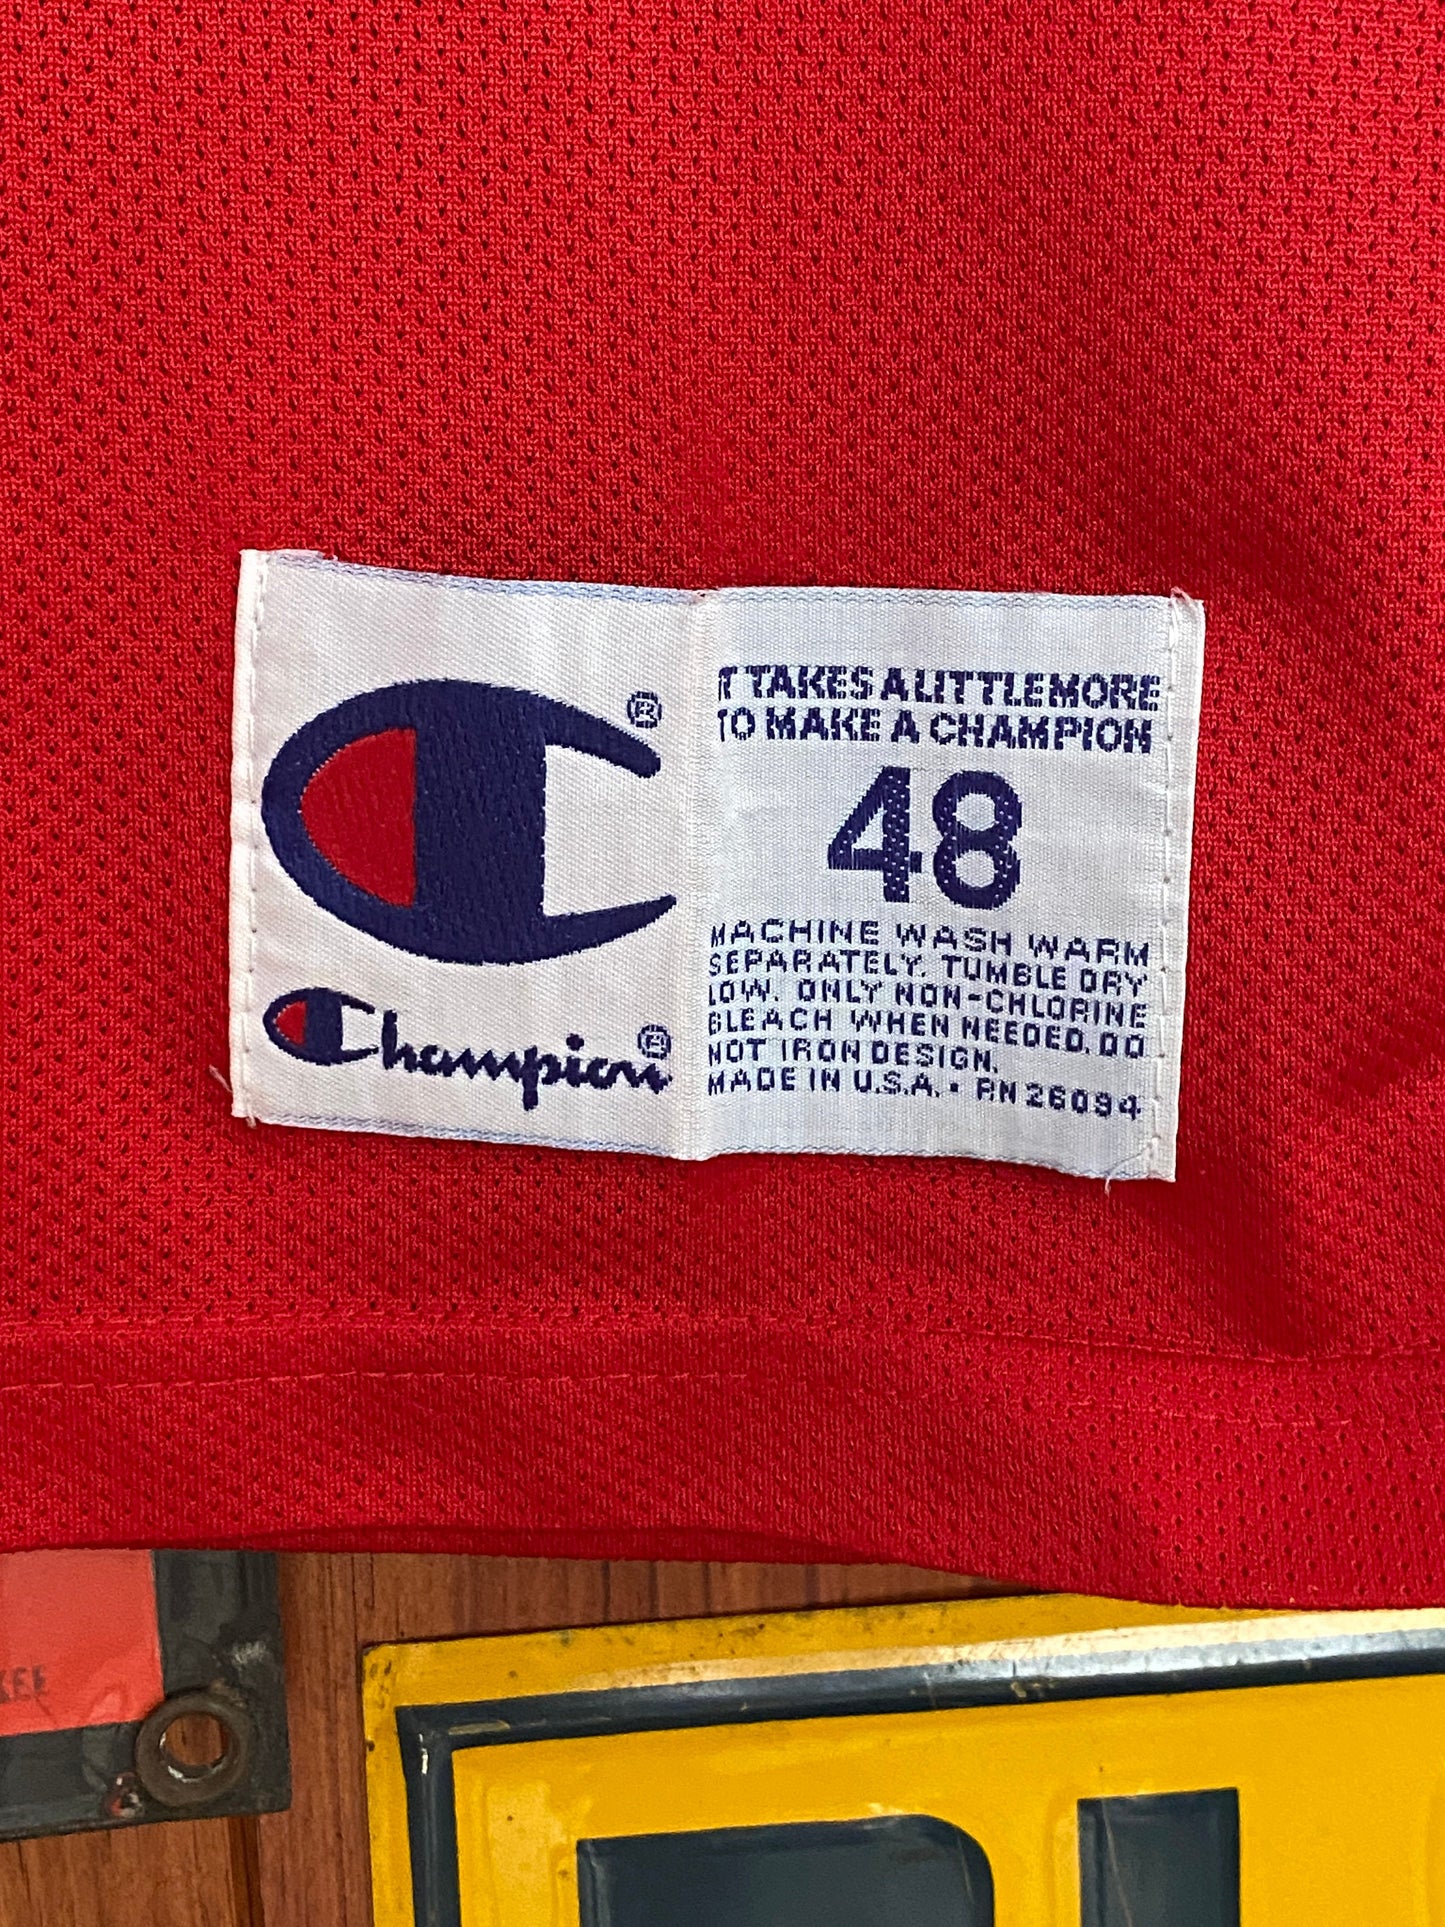 ®
Champion®
IT TAKES A LITTLE MORE
TO MAKE A CHAMPION
48
MACHINE WASH WARM
SEPARATELY. TUMBLE DRY
LOW. ONLY NON-CHLORINE
BLEACH WHEN NEEDED. DO
NOT IRON DESIGN.
MADE IN U.S.A. • RN 26094